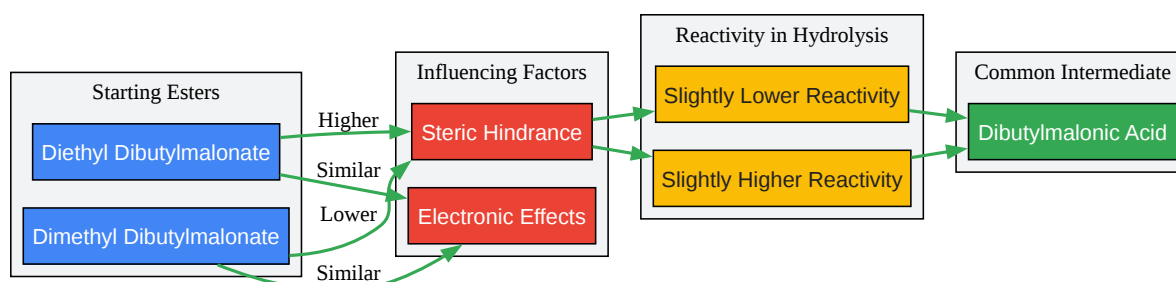 Starting Esters
Diethyl Dibutylmalonate
Dimethyl Dibutylmalonate
Higher
Similar
Lower
Similar
Influencing Factors
Steric Hindrance
Electronic Effects
Reactivity in Hydrolysis
Slightly Lower Reactivity
Slightly Higher Reactivity
Common Intermediate
Dibutylmalonic Acid